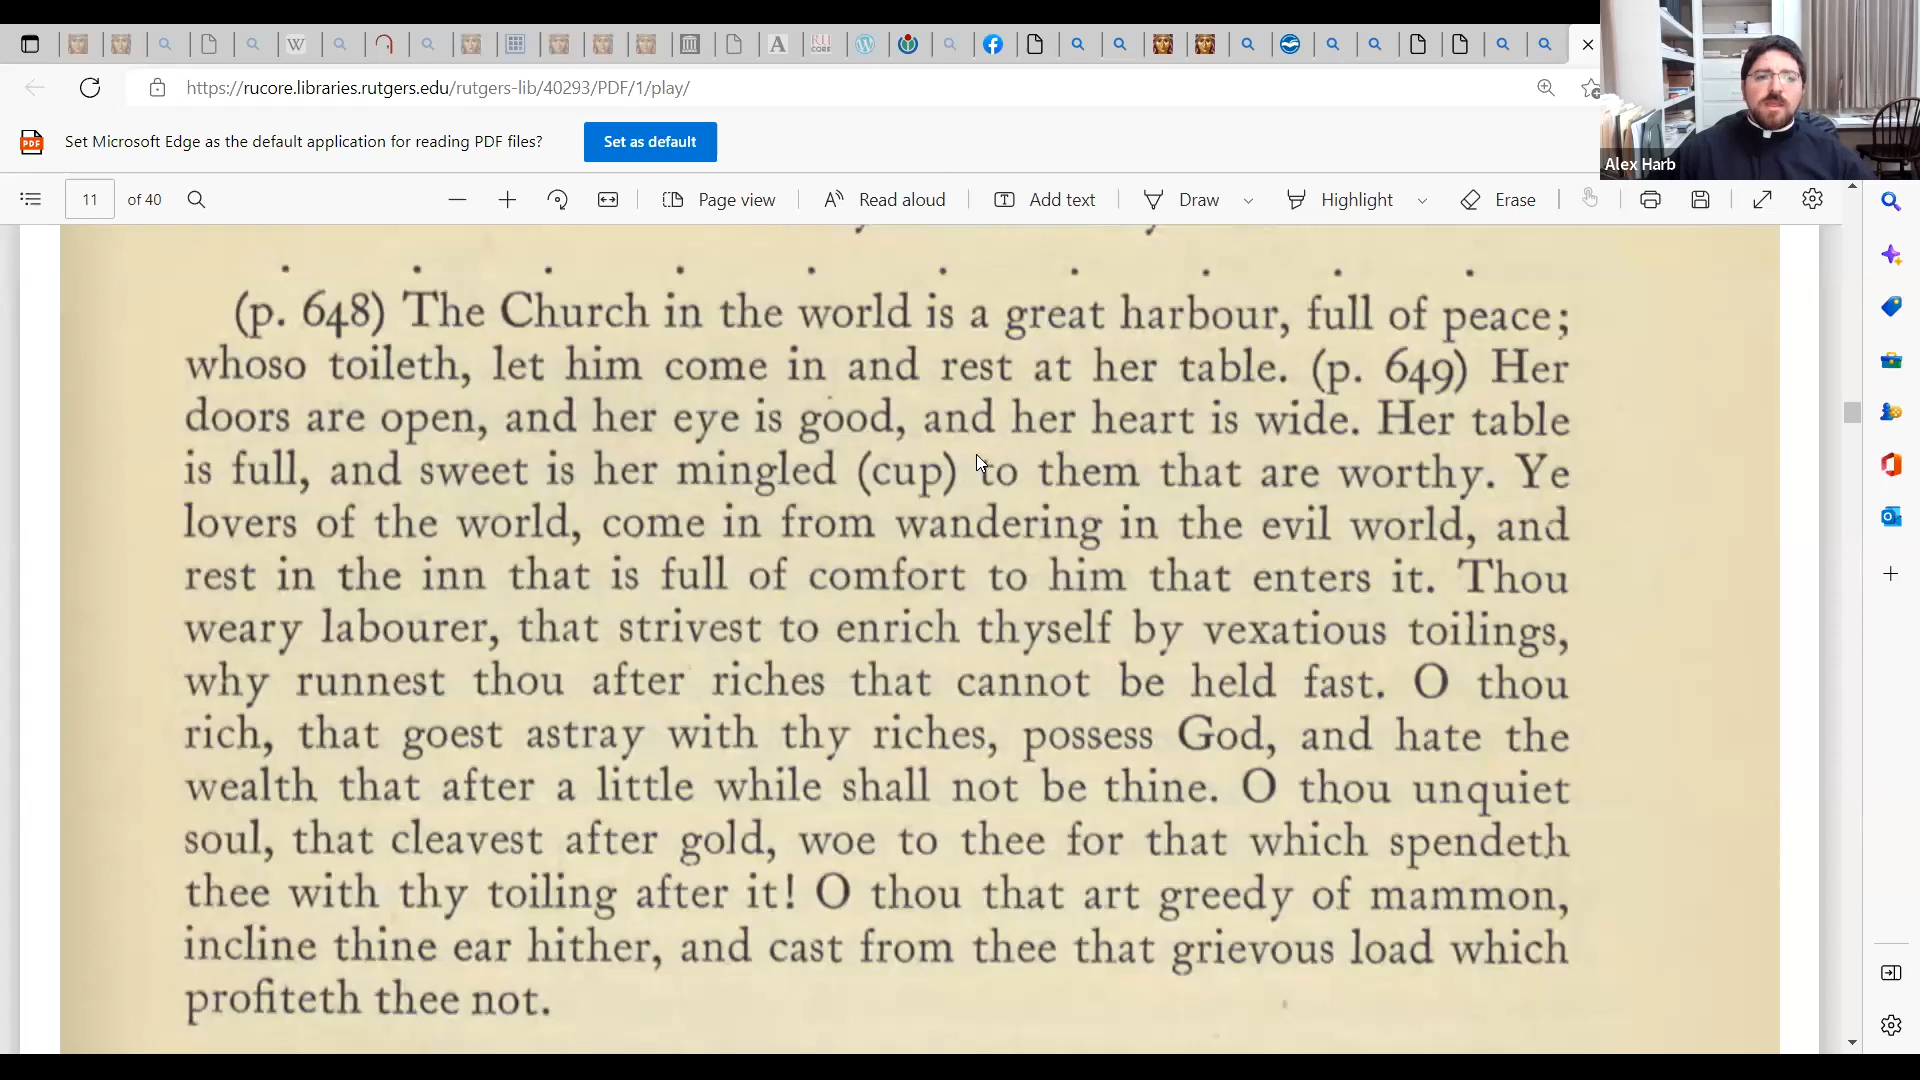 https://rucore.libraries.rutgers.edu/rutgers-lib/40293/PDF/1/play/
Set Microsoft Edge as the default application for reading PDF files?
Set as default
Alex Harb
11 of 40
Page view
Read aloud
Add text
Draw
Highlight
Erase
(p. 648) The Church in the world is a great harbour, full of peace;
whoso toileth, let him come in and rest at her table. (p. 649) Her
doors are open, and her eye is good, and her heart is wide. Her table
is full, and sweet is her mingled (cup) to them that are worthy. Ye
lovers of the world, come in from wandering in the evil world, and
rest in the inn that is full of comfort to him that enters it. Thou
weary labourer, that strivest to enrich thyself by vexatious toilings,
why runnest thou after riches that cannot be held fast. O thou
rich, that goest astray with thy riches, possess God, and hate the
wealth that after a little while shall not be thine. O thou unquiet
soul, that cleavest after gold, woe to thee for that which spendeth
thee with thy toiling after it! O thou that art greedy of mammon,
incline thine ear hither, and cast from thee that grievous load which
profiteth thee not.